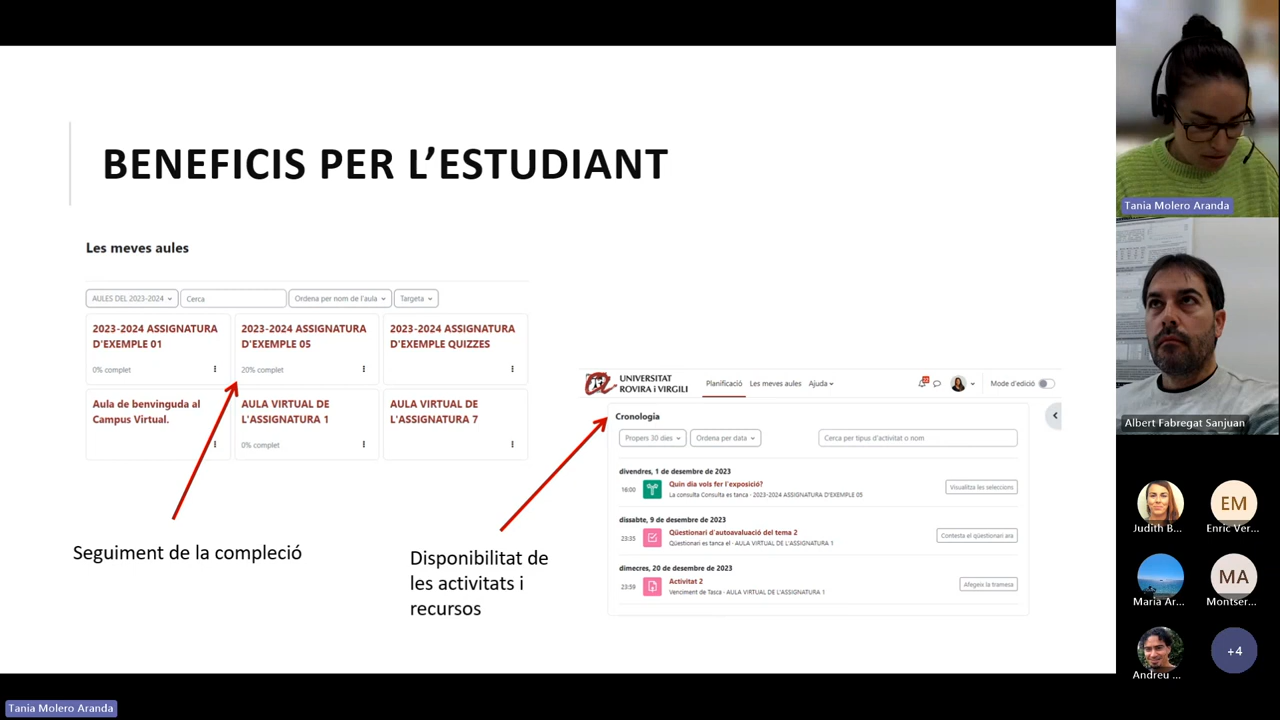 BENEFICIS PER L’ESTUDIANT
Les meves aules
AULES DEL 2023-2024
Cerca
Ordena per nom de l'aula
Targeta
2023-2024 ASSIGNATURA
D'EXEMPLE 01
0% complet
2023-2024 ASSIGNATURA
D'EXEMPLE 05
20% complet
2023-2024 ASSIGNATURA
D'EXEMPLE QUIZZES
Aula de benvinguda al
Campus Virtual.
AULA VIRTUAL DE
L'ASSIGNATURA 1
0% complet
AULA VIRTUAL DE
L'ASSIGNATURA 7
Seguiment de la compleció
Disponibilitat de
les activitats i
recursos
UNIVERSITAT
ROVIRA i VIRGILI
Planificació
Les meves aules
Ajuda
Mode d'edició
Cronologia
Propers 30 dies
Ordena per data
Cerca per tipus d'activitat o nom
divendres, 1 de desembre de 2023
16:00
Quin dia vols fer l'exposició?
La consulta Consulta es tanca · 2023-2024 ASSIGNATURA D'EXEMPLE 05
Visualitza les seleccions
dissabte, 9 de desembre de 2023
23:35
Qüestionari d'autoavaluació del tema 2
Qüestionari es tanca el · AULA VIRTUAL DE L'ASSIGNATURA 1
Contesta el qüestionari ara
dimecres, 20 de desembre de 2023
23:59
Activitat 2
Venciment de Tasca · AULA VIRTUAL DE L'ASSIGNATURA 1
Afegeix la tramesa
Tania Molero Aranda
Albert Fabregat Sanjuan
Judith B...
EM
Enric Ver...
Maria Ar...
MA
Montser...
Andreu ...
+4
Tania Molero Aranda